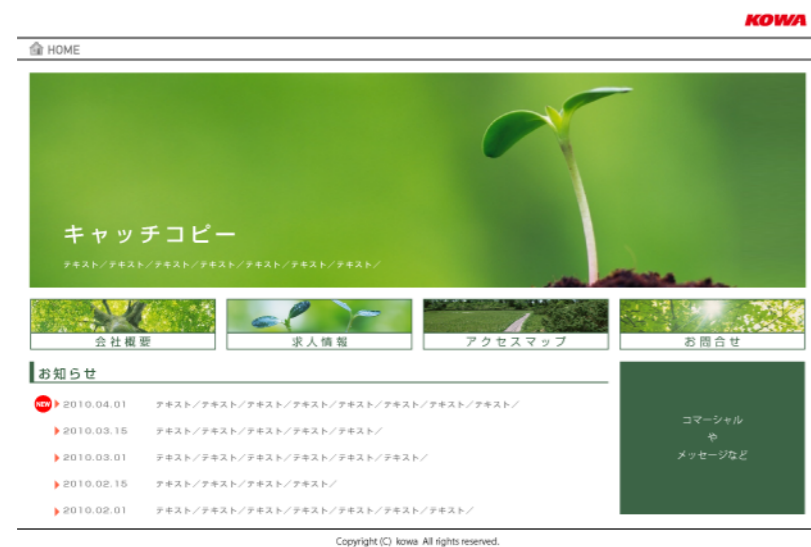 KOWA
HOME
キャッチコピー
テキスト/テキスト/テキスト/テキスト/テキスト/テキスト/テキスト/
会社概要
求人情報
アクセスマップ
お問合せ
お知らせ
NEW 2010.04.01 テキスト/テキスト/テキスト/テキスト/テキスト/テキスト/テキスト/テキスト/
2010.03.15 テキスト/テキスト/テキスト/テキスト/テキスト/
2010.03.01 テキスト/テキスト/テキスト/テキスト/テキスト/テキスト/
2010.02.15 テキスト/テキスト/テキスト/テキスト/
2010.02.01 テキスト/テキスト/テキスト/テキスト/テキスト/テキスト/テキスト/
コマーシャル
や
メッセージなど
Copyright (C) kowa All rights reserved.